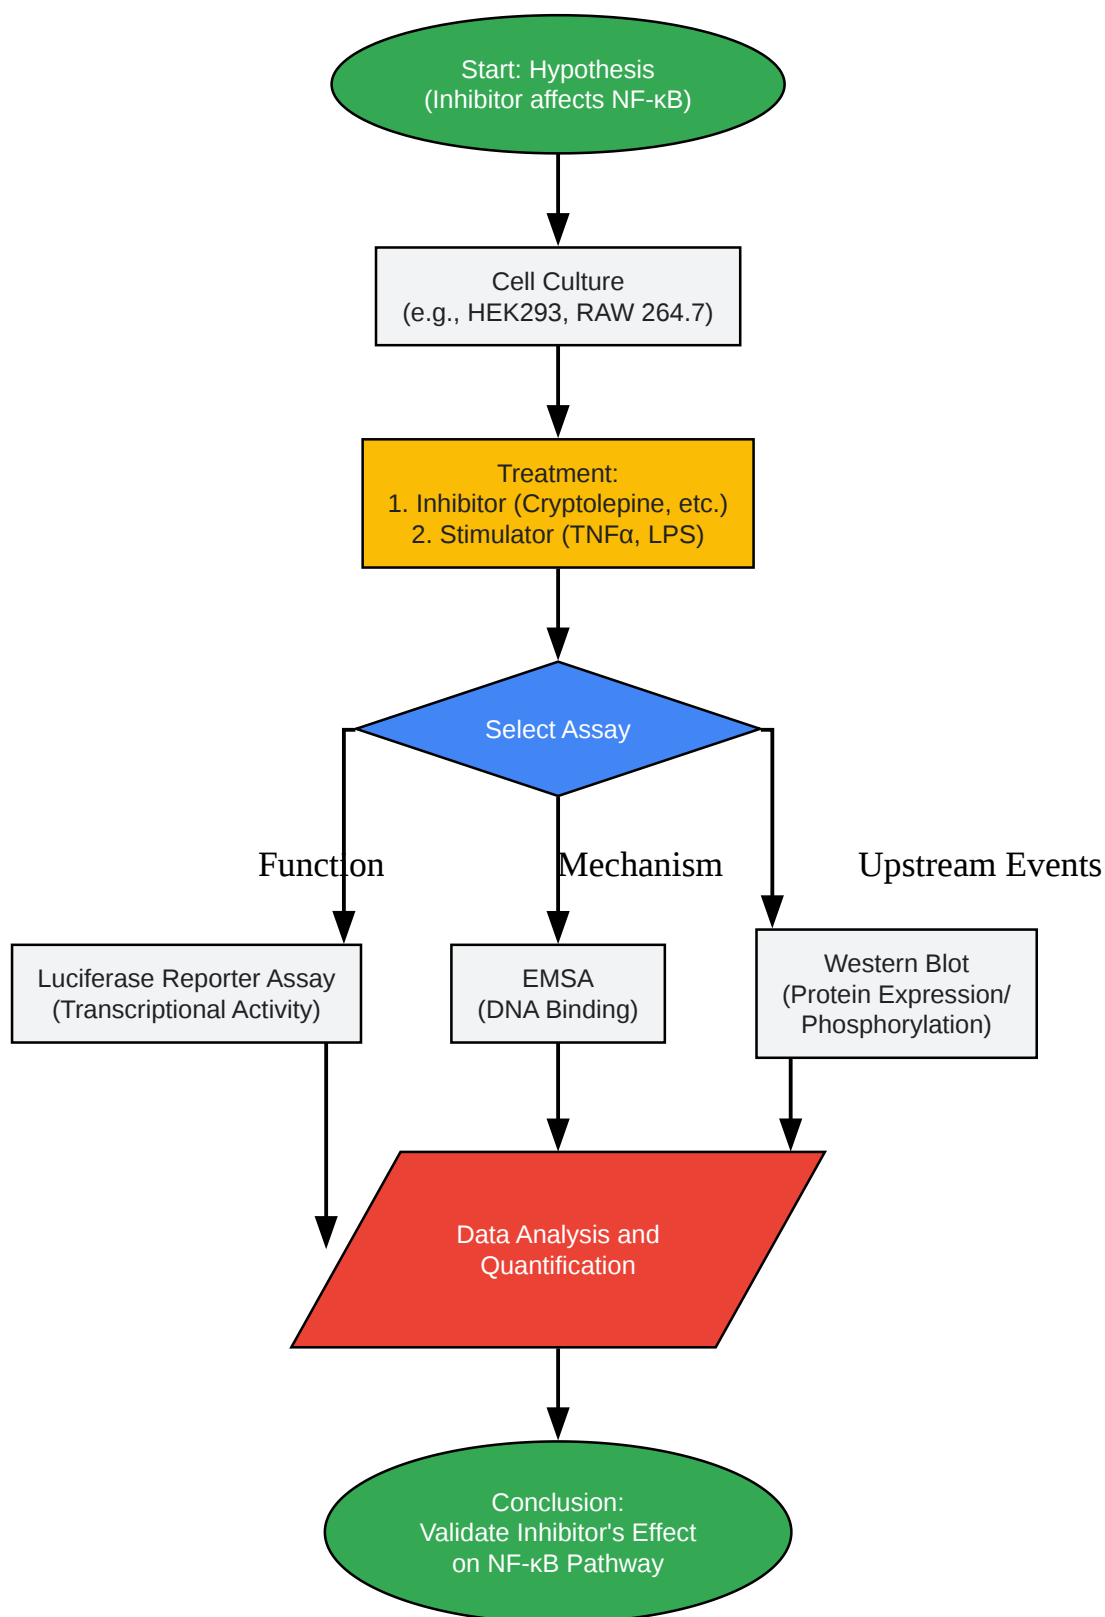 Start: Hypothesis
(Inhibitor affects NF-κB)
Cell Culture
(e.g., HEK293, RAW 264.7)
Treatment:
1. Inhibitor (Cryptolepine, etc.)
2. Stimulator (TNFα, LPS)
Select Assay
Function
Mechanism
Upstream Events
Luciferase Reporter Assay
(Transcriptional Activity)
EMSA
(DNA Binding)
Western Blot
(Protein Expression/
Phosphorylation)
Data Analysis and
Quantification
Conclusion:
Validate Inhibitor's Effect
on NF-κB Pathway